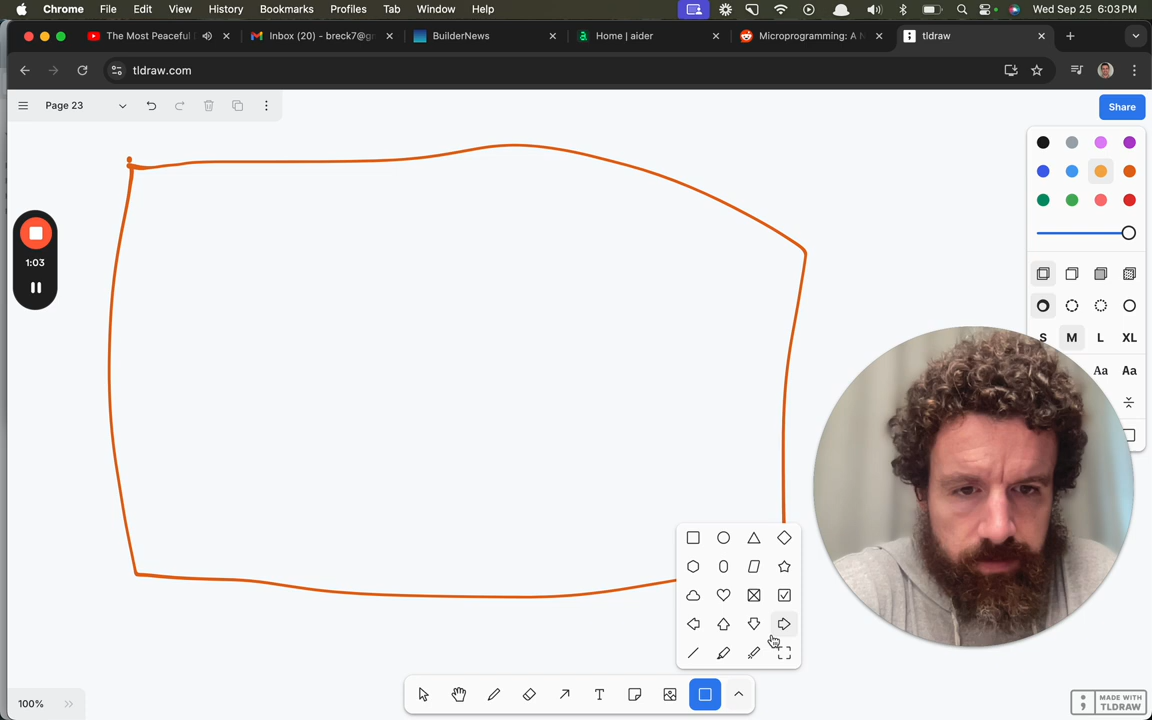 Chrome File Edit View History Bookmarks Profiles Tab Window Help Wed Sep 25 6:03 PM
The Most Peaceful Inbox (20) - breck7@gr BuilderNews Home | aider Microprogramming: A N tldraw
tldraw.com
Page 23
Share
1:03
S M L XL
Aa Aa
T
100%
MADE WITH
TLDRAW